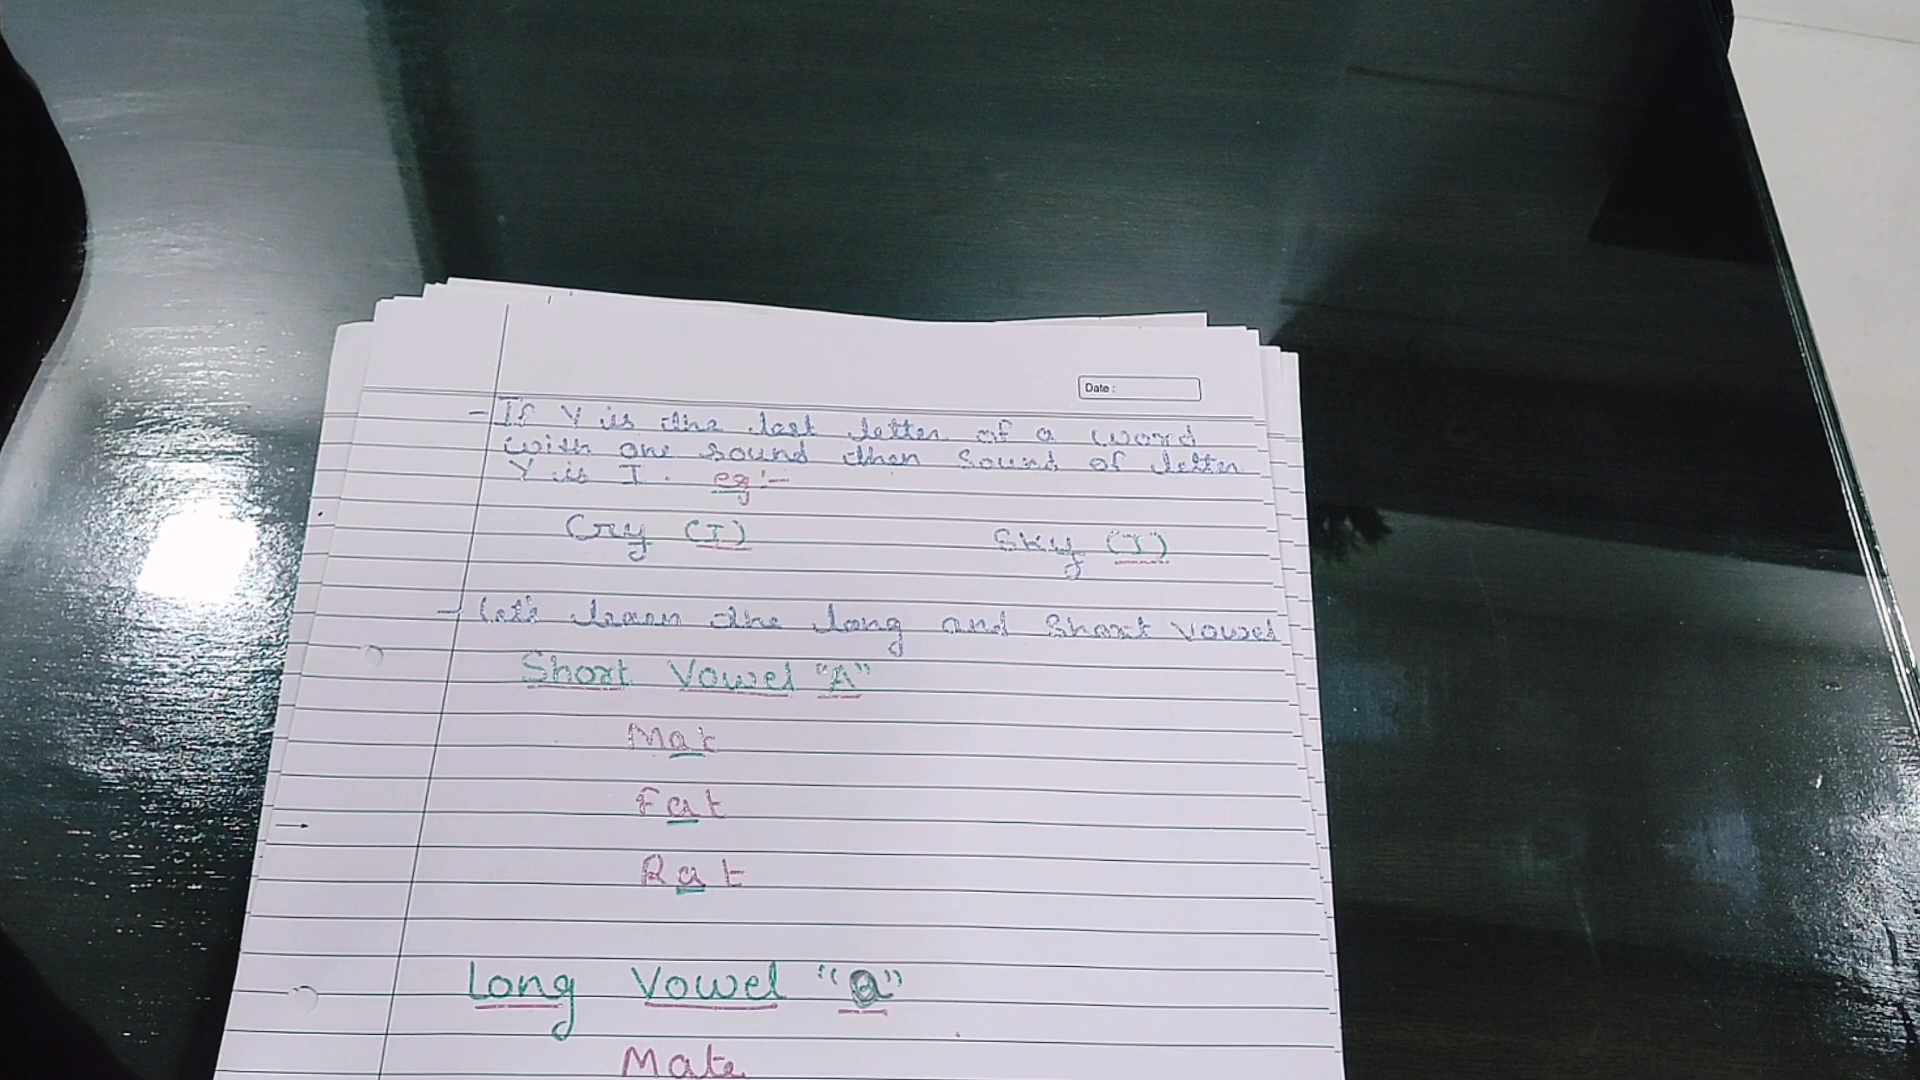 Date :
- If Y is the last letter of a word
with one sound then sound of letter
Y is I. eg:-
Cry (I) Sky (I)
- Let's learn the long and short vowel
Short Vowel "A"
Mat
Fat
Rat
Long Vowel "a"
Mate